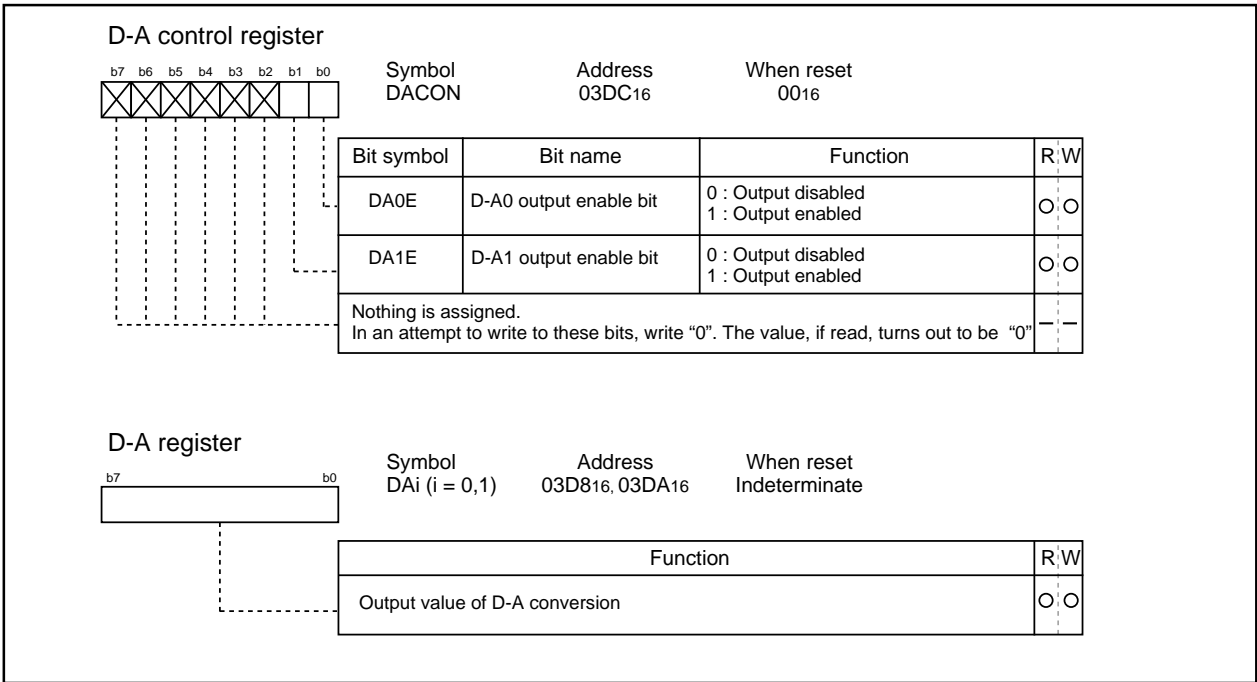 D-A control register
b7 b6 b5 b4 b3 b2 b1 b0
Symbol Address When reset
DACON 03DC16 0016
Bit symbol Bit name Function R W
DA0E D-A0 output enable bit 0 : Output disabled
1 : Output enabled
DA1E D-A1 output enable bit 0 : Output disabled
1 : Output enabled
Nothing is assigned.
In an attempt to write to these bits, write “0”. The value, if read, turns out to be “0”
D-A register
b7 b0
Symbol Address When reset
DAi (i = 0,1) 03D816, 03DA16 Indeterminate
Function R W
Output value of D-A conversion